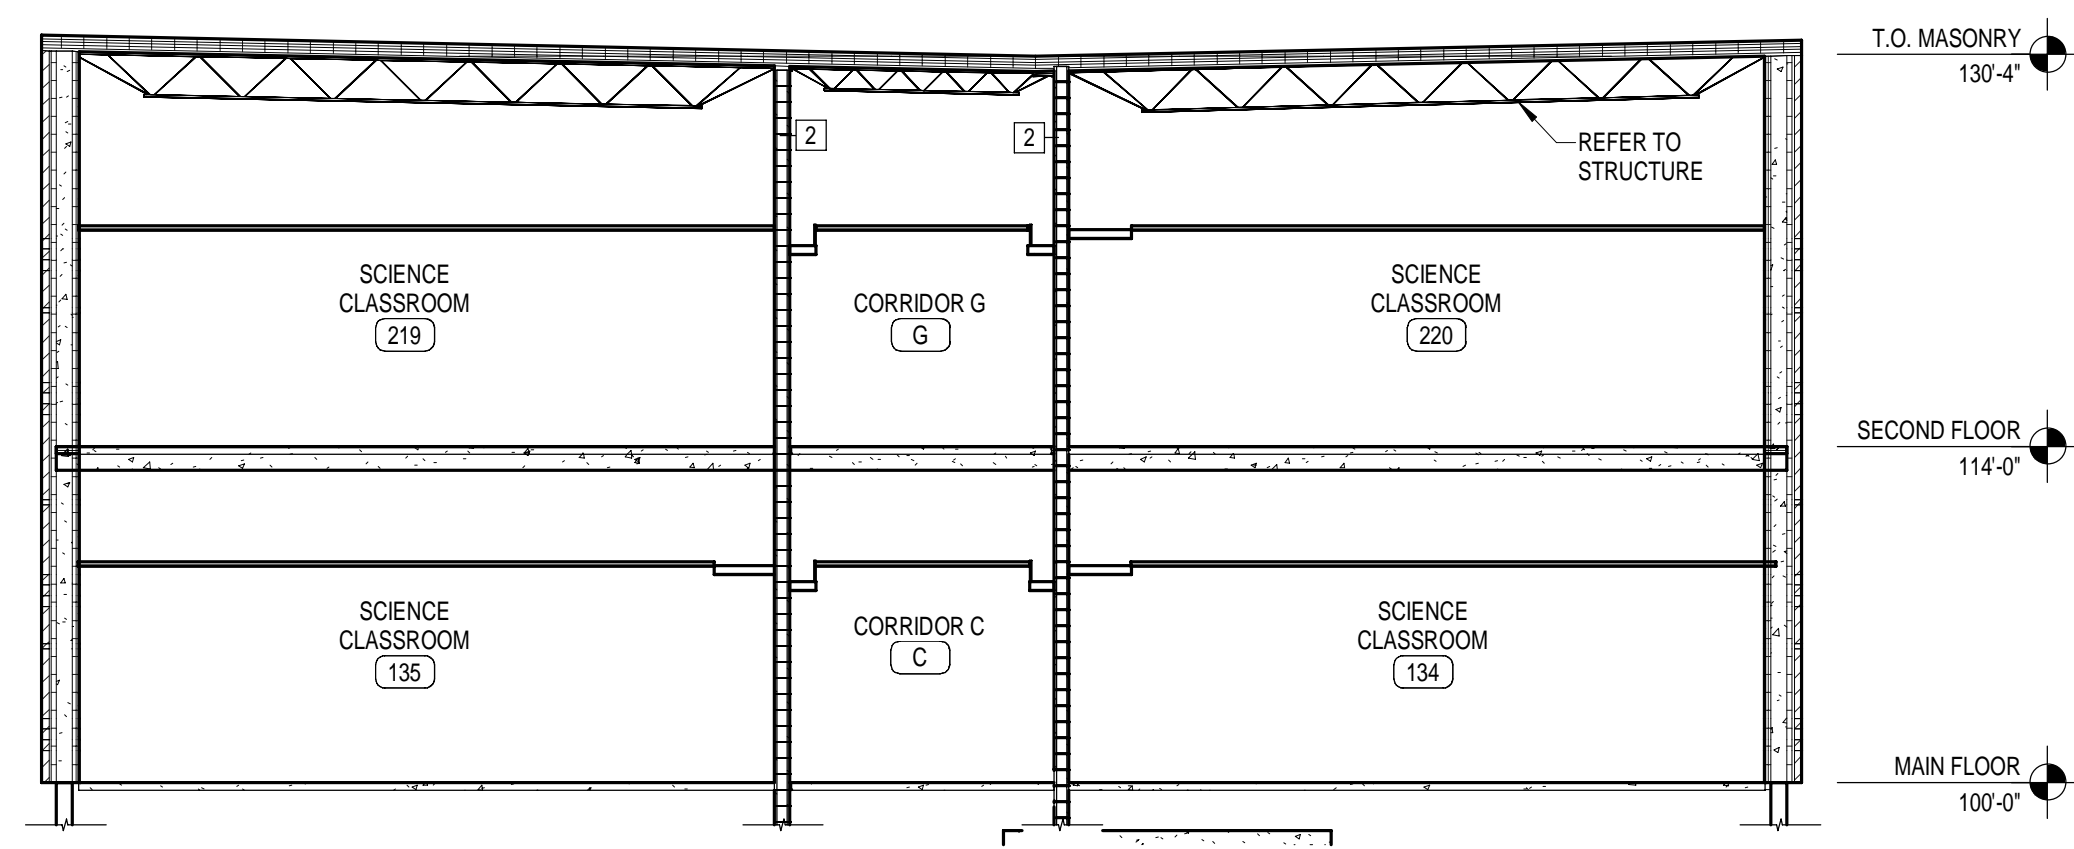 T.O. MASONRY
130'-4"
2
2
REFER TO
STRUCTURE
SCIENCE
CLASSROOM
219
CORRIDOR G
G
SCIENCE
CLASSROOM
220
SECOND FLOOR
114'-0"
SCIENCE
CLASSROOM
135
CORRIDOR C
C
SCIENCE
CLASSROOM
134
MAIN FLOOR
100'-0"